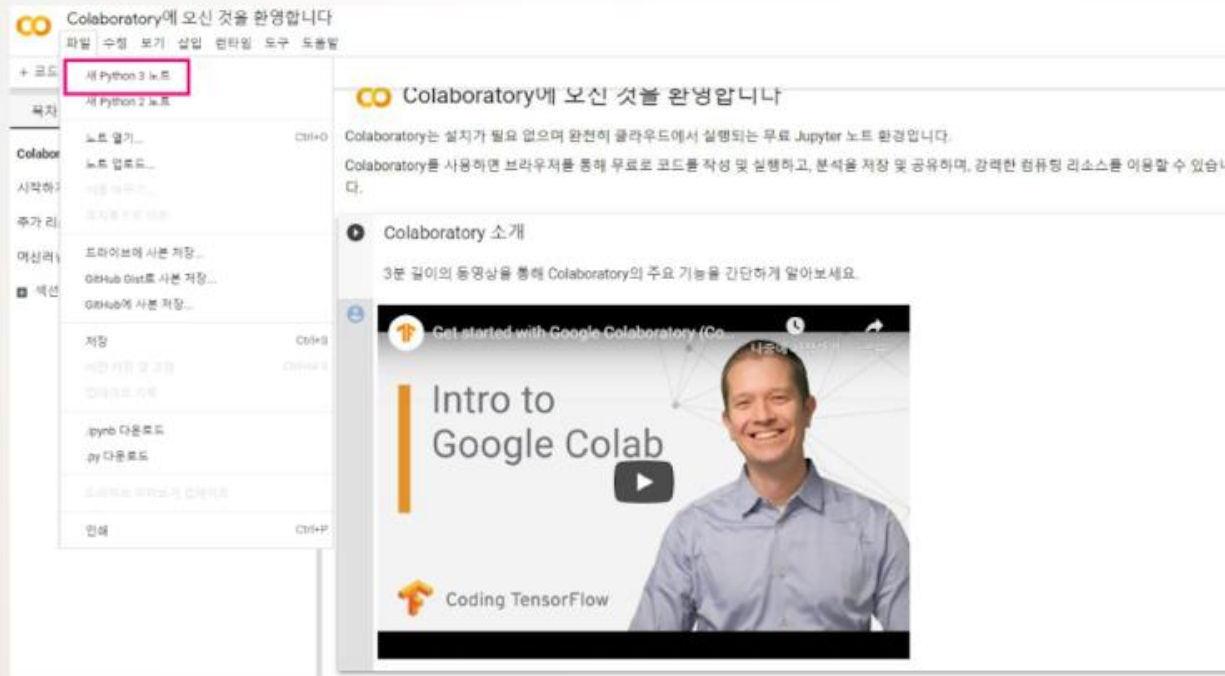 Colaboratory에 오신 것을 환영합니다
파일 수정 보기 삽입 런타임 도구 도움말
+ 코드
새 Python 3 노트
새 Python 2 노트
목차
노트 열기... Ctrl+O
노트 업로드...
시작하
추가 리
머신러
섹션
드라이브에 사본 저장...
GitHub Gist로 사본 저장...
GitHub에 사본 저장...
저장 Ctrl+S
.ipynb 다운로드
.py 다운로드
인쇄 Ctrl+P
CO Colaboratory에 오신 것을 환영합니다
Colaboratory는 설치가 필요 없으며 완전히 클라우드에서 실행되는 무료 Jupyter 노트 환경입니다.
Colaboratory를 사용하면 브라우저를 통해 무료로 코드를 작성 및 실행하고, 분석을 저장 및 공유하며, 강력한 컴퓨팅 리소스를 이용할 수 있습니
다.
Colaboratory 소개
3분 길이의 동영상을 통해 Colaboratory의 주요 기능을 간단하게 알아보세요.
Get started with Google Colaboratory (Co...
Intro to
Google Colab
Coding TensorFlow